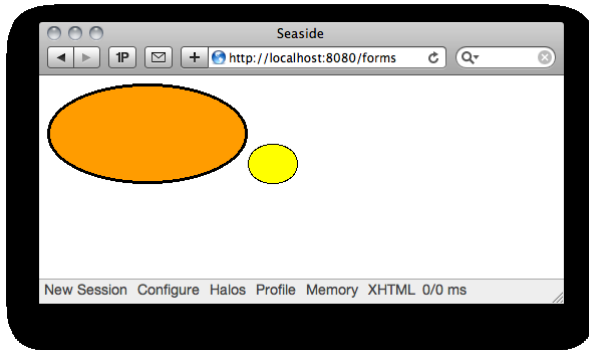 Seaside
1P + http://localhost:8080/forms
New Session Configure Halos Profile Memory XHTML 0/0 ms